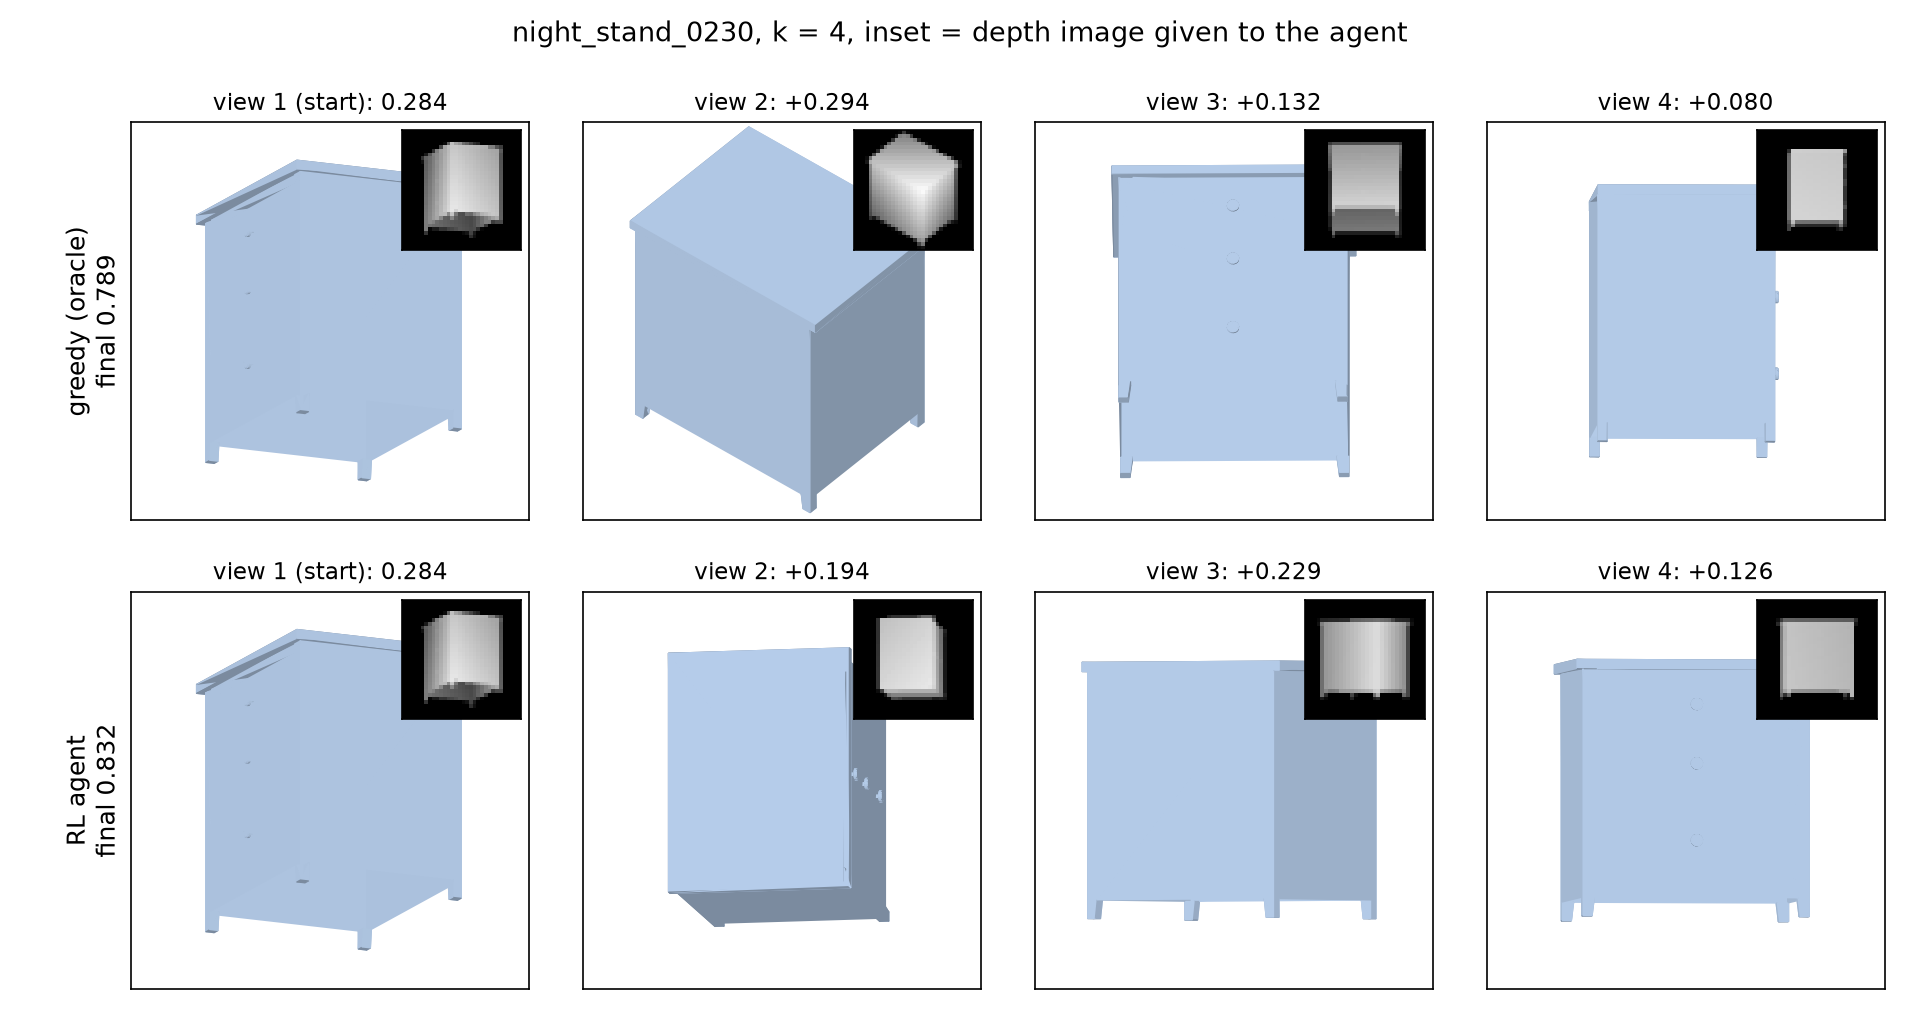 night_stand_0230, k = 4, inset = depth image given to the agent
view 1 (start): 0.284
view 2: +0.294
view 3: +0.132
view 4: +0.080
greedy (oracle)
final 0.789
view 1 (start): 0.284
view 2: +0.194
view 3: +0.229
view 4: +0.126
RL agent
final 0.832